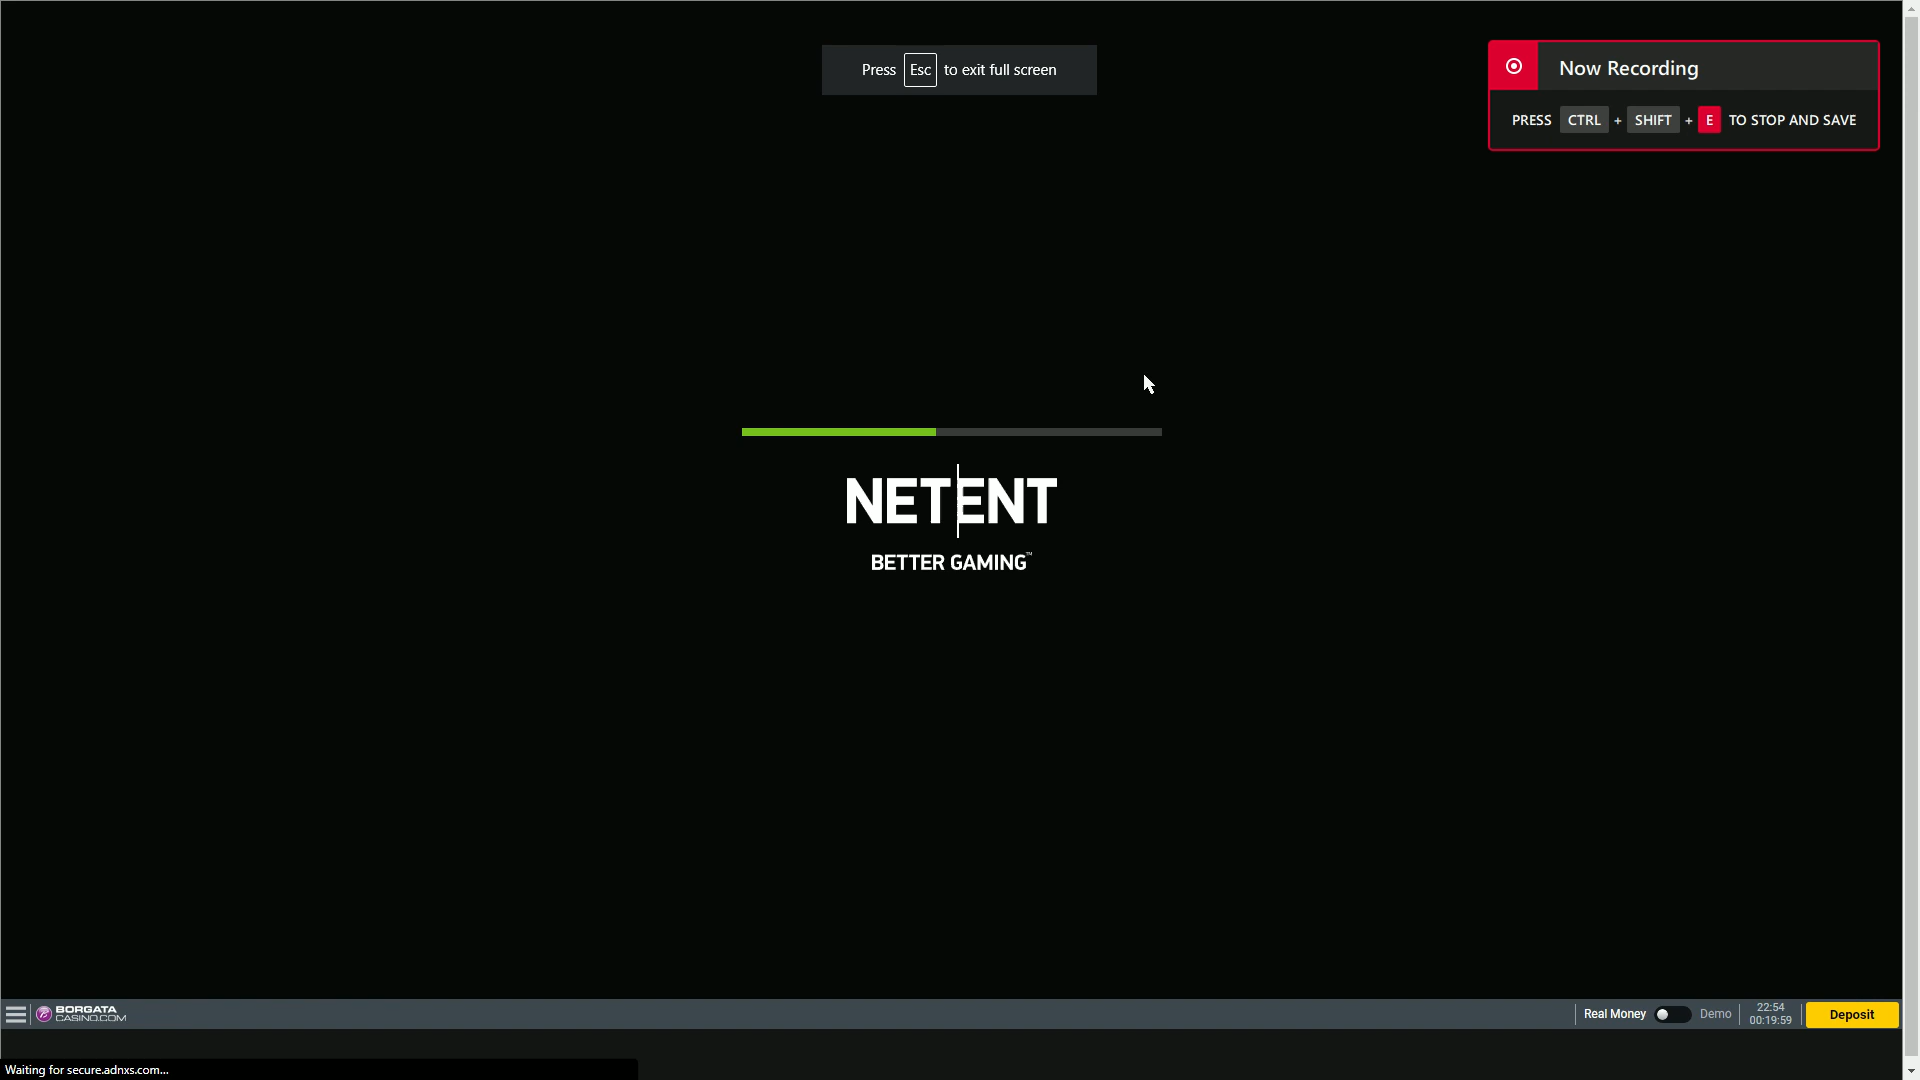 Press Esc to exit full screen
Now Recording
PRESS CTRL + SHIFT + E TO STOP AND SAVE
NETENT
BETTER GAMING™
BORGATA
CASINO.COM
Real Money Demo
22:54
00:19:59
Deposit
Waiting for secure.adnxs.com...